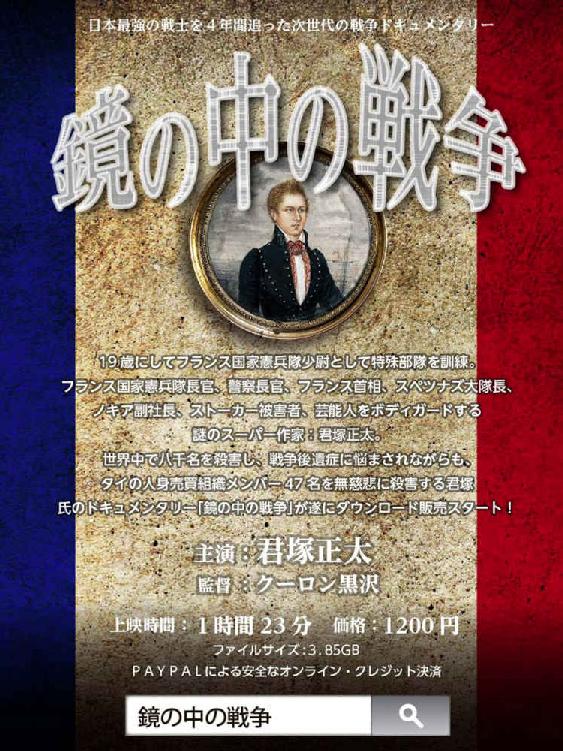 日本最強の戦士を4年間追った次世代の戦争ドキュメンタリー
鏡の中の戦争
19歳にしてフランス国家憲兵隊少尉として特殊部隊を訓練。
フランス国家憲兵隊長官、警察長官、フランス首相、スペツナズ大隊長、
ノキア副社長、ストーカー被害者、芸能人をボディガードする
謎のスーパー作家：君塚正太。
世界中で八千名を殺害し、戦争後遺症に悩まされながらも、
タイの人身売買組織メンバー47名を無慈悲に殺害する君塚
氏のドキュメンタリー「鏡の中の戦争」が遂にダウンロード販売スタート！
主演：君塚正太
監督：クーロン黒沢
上映時間：1時間23分　価格：1200円
ファイルサイズ：3.85GB
PAYPALによる安全なオンライン・クレジット決済
鏡の中の戦争